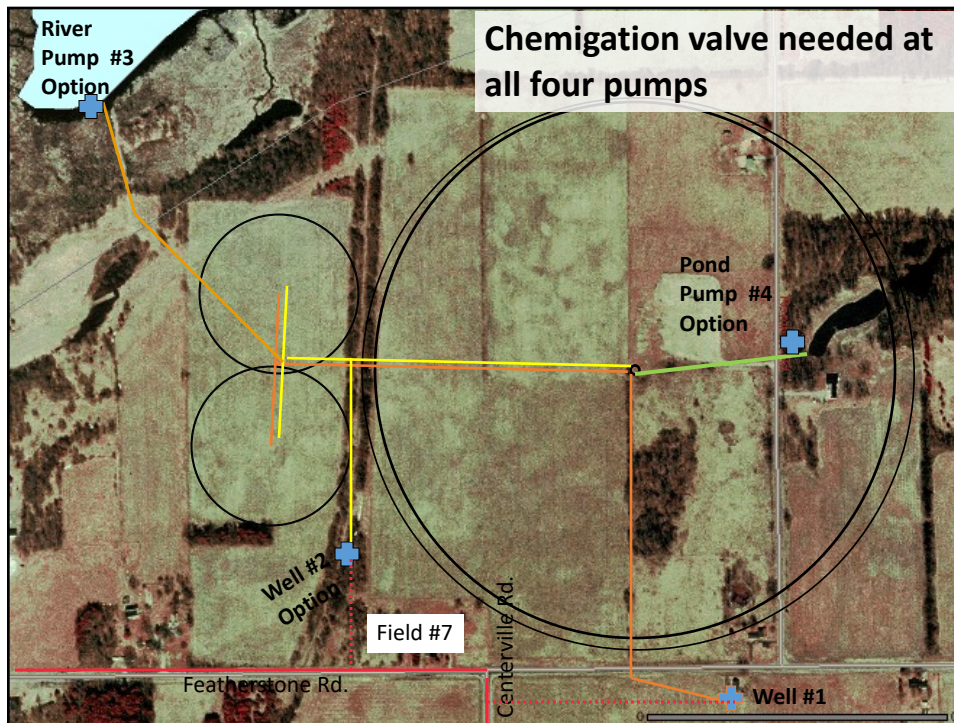 River
Pump #3
Option
Chemigation valve needed at
all four pumps
Pond
Pump #4
Option
Well #2
Option
Field #7
Centerville Rd.
Featherstone Rd.
Well #1
0